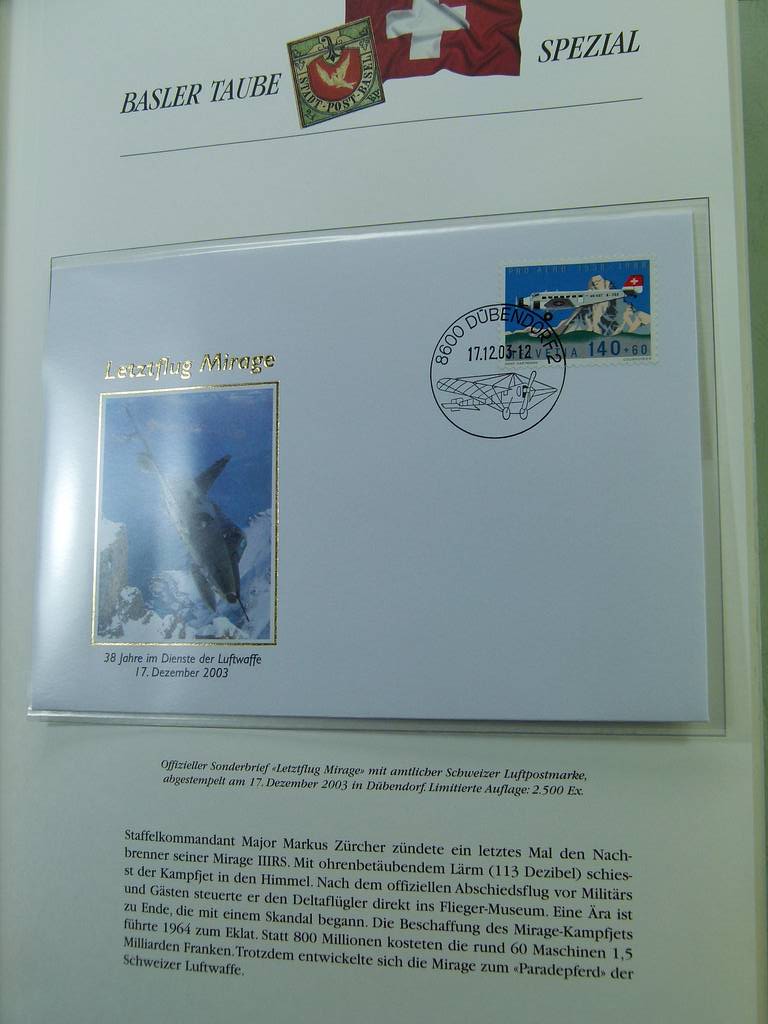 BASLER TAUBE
STADT-POST-BASEL
SPEZIAL
PRO AERO 1938-1988
HELVETIA 140+60
8600 DÜBENDORF 2
17.12.03-12
Letztflug Mirage
38 Jahre im Dienste der Luftwaffe
17. Dezember 2003
Offizieller Sonderbrief «Letztflug Mirage» mit amtlicher Schweizer Luftpostmarke,
abgestempelt am 17. Dezember 2003 in Dübendorf. Limitierte Auflage: 2.500 Ex.
Staffelkommandant Major Markus Zürcher zündete ein letztes Mal den Nach-
brenner seiner Mirage IIIRS. Mit ohrenbetäubendem Lärm (113 Dezibel) schies-
st der Kampfjet in den Himmel. Nach dem offiziellen Abschiedsflug vor Militärs
und Gästen steuerte er den Deltaflügler direkt ins Flieger-Museum. Eine Ära ist
zu Ende, die mit einem Skandal begann. Die Beschaffung des Mirage-Kampfjets
führte 1964 zum Eklat. Statt 800 Millionen kosteten die rund 60 Maschinen 1,5
Milliarden Franken. Trotzdem entwickelte sich die Mirage zum «Paradepferd» der
Schweizer Luftwaffe.